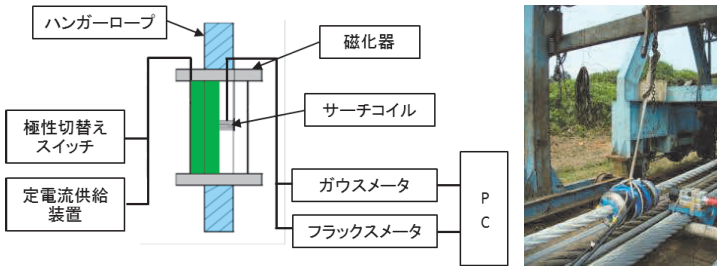 ハンガーロープ
磁化器
サーチコイル
極性切替え
スイッチ
定電流供給
装置
ガウスメータ
フラックスメータ
P
C